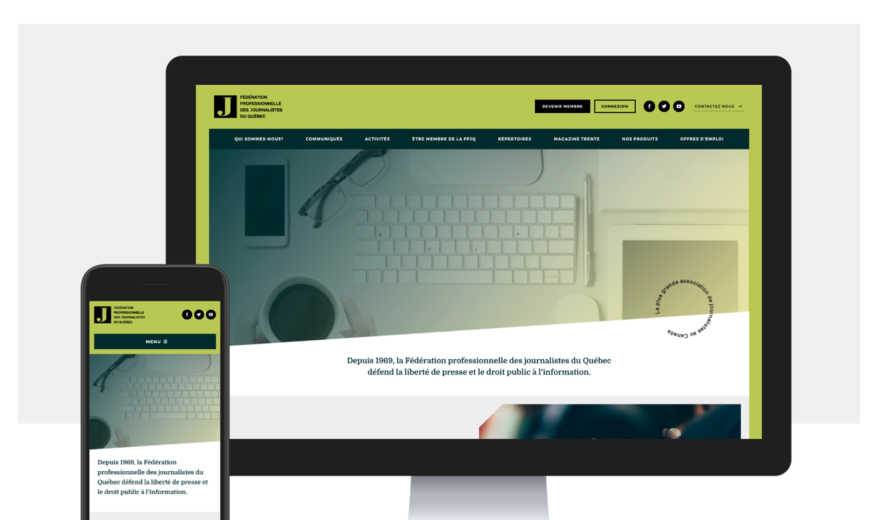 J
FÉDÉRATION
PROFESSIONNELLE
DES JOURNALISTES
DU QUÉBEC
DEVENIR MEMBRE
CONNEXION
CONTACTEZ NOUS
QUI SOMMES-NOUS? COMMUNIQUÉS ACTIVITÉS ÊTRE MEMBRE DE LA FPJQ RÉPERTOIRES MAGAZINE TRENTE NOS PRODUITS OFFRES D'EMPLOI
La plus grande association de journalistes au Canada
Depuis 1969, la Fédération professionnelle des journalistes du Québec
défend la liberté de presse et le droit public à l'information.
J
FÉDÉRATION
PROFESSIONNELLE
DES JOURNALISTES
DU QUÉBEC
MENU
Depuis 1969, la Fédération
professionnelle des journalistes du
Québec défend la liberté de presse et
le droit public à l'information.